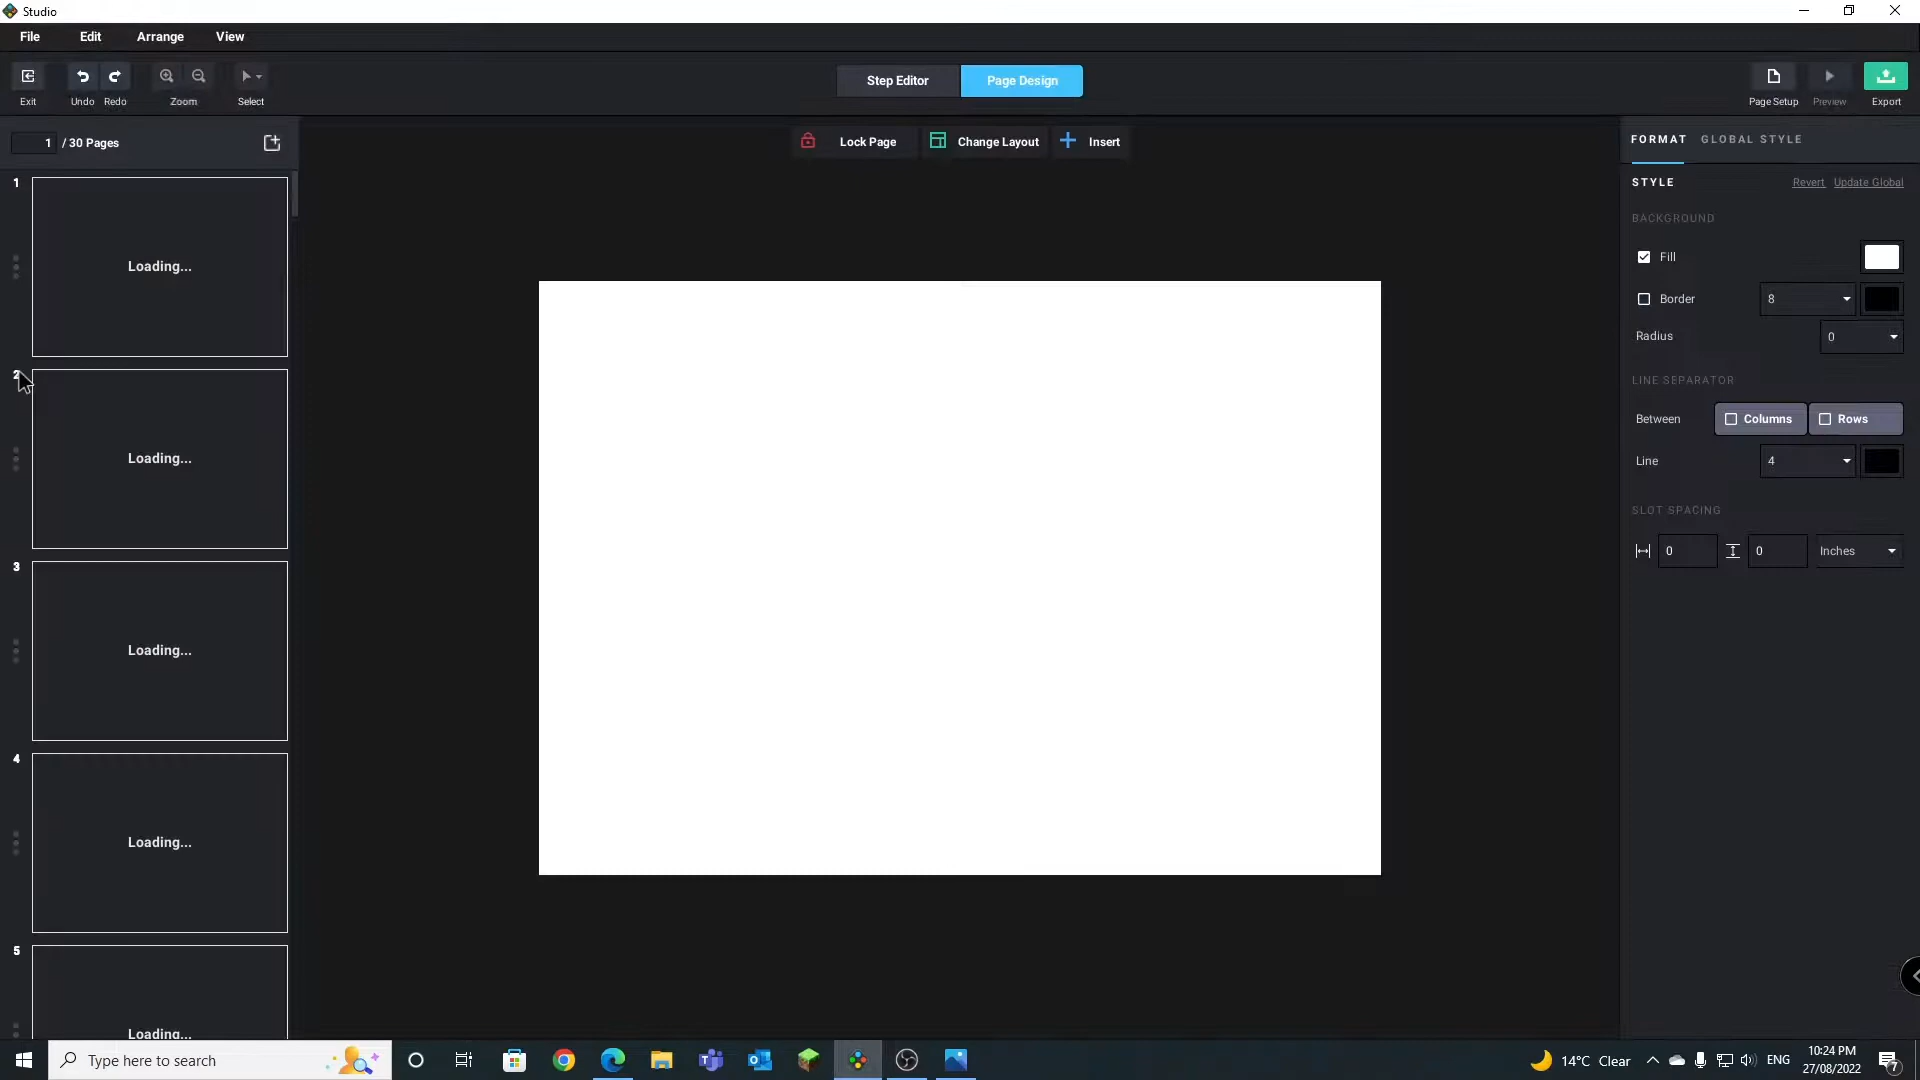 Studio
File Edit Arrange View
Exit Undo Redo Zoom Select
Step Editor Page Design
Page Setup Preview Export
1 / 30 Pages
Lock Page Change Layout Insert
FORMAT GLOBAL STYLE
STYLE Revert Update Global
BACKGROUND
Fill
Border 8
Radius 0
LINE SEPARATOR
Between Columns Rows
Line 4
SLOT SPACING
0 0 Inches
1
Loading...
2
Loading...
3
Loading...
4
Loading...
5
Loading...
Type here to search
14°C Clear
ENG
10:24 PM
27/08/2022
7